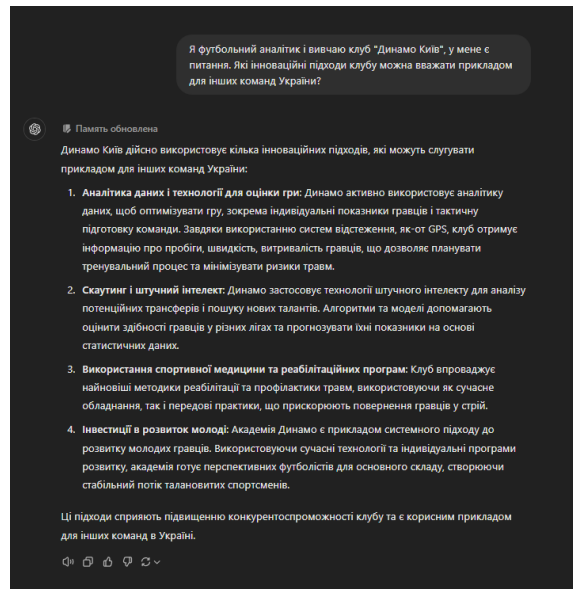 Я футбольний аналітик і вивчаю клуб "Динамо Київ", у мене є
питання. Які інноваційні підходи клубу можна вважати прикладом
для інших команд України?
Память обновлена
Динамо Київ дійсно використовує кілька інноваційних підходів, які можуть слугувати
прикладом для інших команд України:
1. Аналітика даних і технології для оцінки гри: Динамо активно використовує аналітику
даних, щоб оптимізувати гру, зокрема індивідуальні показники гравців і тактичну
підготовку команди. Завдяки використанню систем відстеження, як-от GPS, клуб отримує
інформацію про пробіги, швидкість, витривалість гравців, що дозволяє планувати
тренувальний процес та мінімізувати ризики травм.
2. Скаутинг і штучний інтелект: Динамо застосовує технології штучного інтелекту для аналізу
потенційних трансферів і пошуку нових талантів. Алгоритми та моделі допомагають
оцінити здібності гравців у різних лігах та прогнозувати їхні показники на основі
статистичних даних.
3. Використання спортивної медицини та реабілітаційних програм: Клуб впроваджує
найновіші методики реабілітації та профілактики травм, використовуючи як сучасне
обладнання, так і передові практики, що прискорюють повернення гравців у стрій.
4. Інвестиції в розвиток молоді: Академія Динамо є прикладом системного підходу до
розвитку молодих гравців. Використовуючи сучасні технології та індивідуальні програми
розвитку, академія готує перспективних футболістів для основного складу, створюючи
стабільний потік талановитих спортсменів.
Ці підходи сприяють підвищенню конкурентоспроможності клубу та є корисним прикладом
для інших команд в Україні.